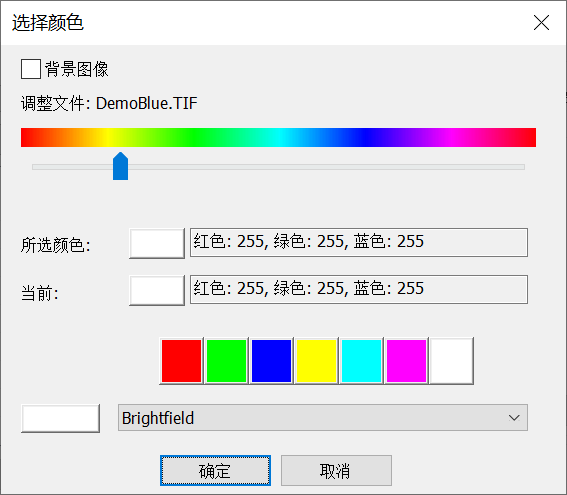 选择颜色
背景图像
调整文件: DemoBlue.TIF
所选颜色: 红色: 255, 绿色: 255, 蓝色: 255
当前: 红色: 255, 绿色: 255, 蓝色: 255
Brightfield
确定 取消